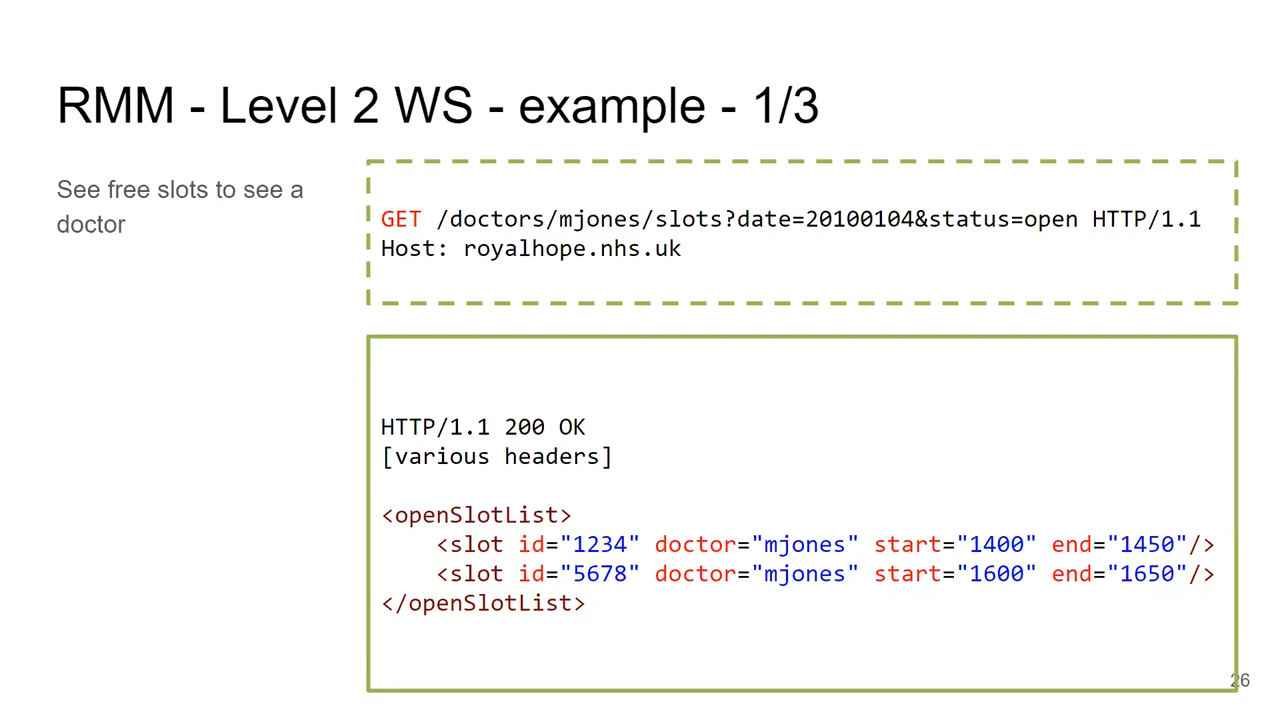 RMM - Level 2 WS - example - 1/3
See free slots to see a
doctor
GET /doctors/mjones/slots?date=20100104&status=open HTTP/1.1
Host: royalhope.nhs.uk
HTTP/1.1 200 OK
[various headers]
<openSlotList>
    <slot id="1234" doctor="mjones" start="1400" end="1450"/>
    <slot id="5678" doctor="mjones" start="1600" end="1650"/>
</openSlotList>
26